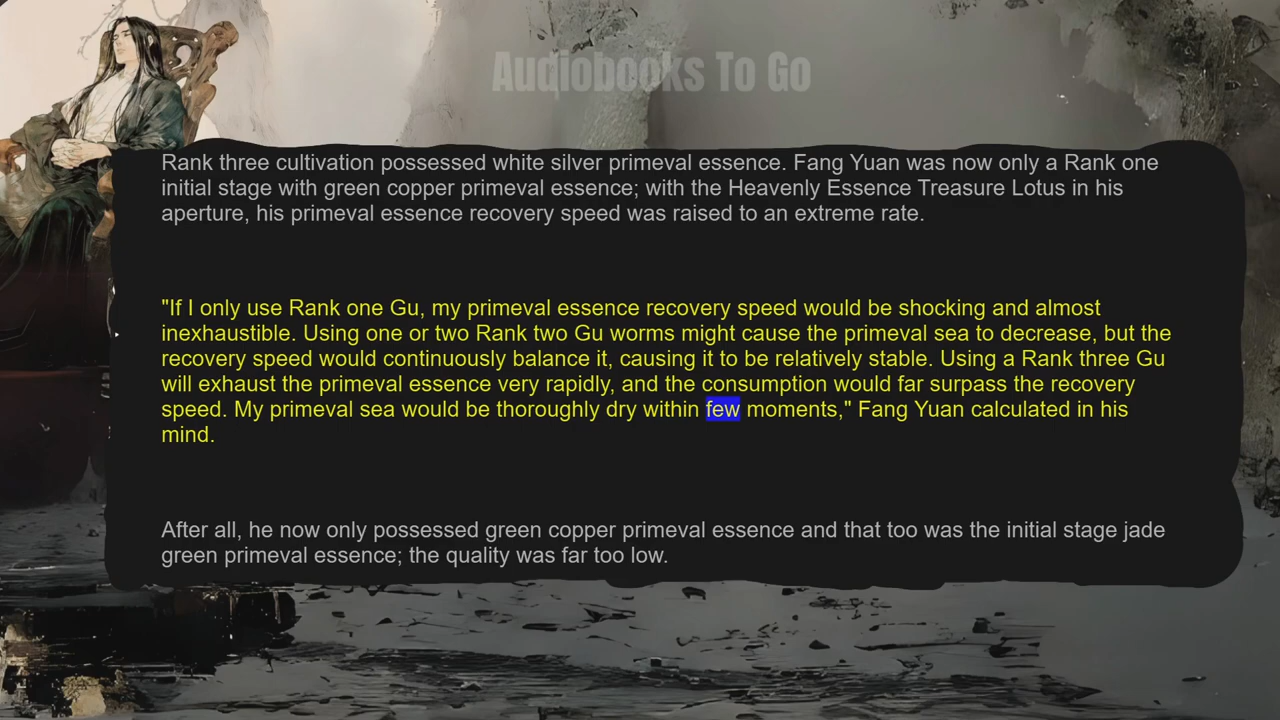 Audiobooks To Go
Rank three cultivation possessed white silver primeval essence. Fang Yuan was now only a Rank one
initial stage with green copper primeval essence; with the Heavenly Essence Treasure Lotus in his
aperture, his primeval essence recovery speed was raised to an extreme rate.
"If I only use Rank one Gu, my primeval essence recovery speed would be shocking and almost
inexhaustible. Using one or two Rank two Gu worms might cause the primeval sea to decrease, but the
recovery speed would continuously balance it, causing it to be relatively stable. Using a Rank three Gu
will exhaust the primeval essence very rapidly, and the consumption would far surpass the recovery
speed. My primeval sea would be thoroughly dry within few moments," Fang Yuan calculated in his
mind.
After all, he now only possessed green copper primeval essence and that too was the initial stage jade
green primeval essence; the quality was far too low.